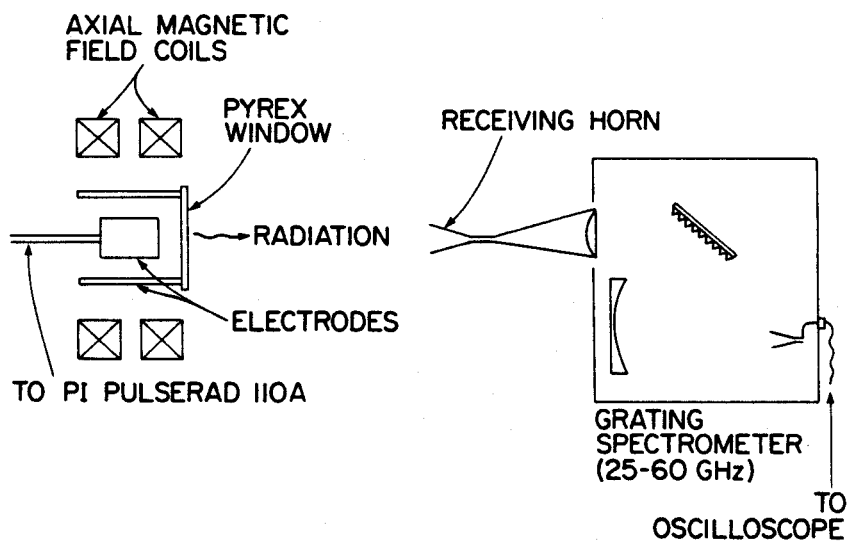 AXIAL MAGNETIC
FIELD COILS
PYREX
WINDOW
RECEIVING HORN
RADIATION
ELECTRODES
TO PI PULSERAD 110A
GRATING
SPECTROMETER
(25-60 GHz)
TO
OSCILLOSCOPE